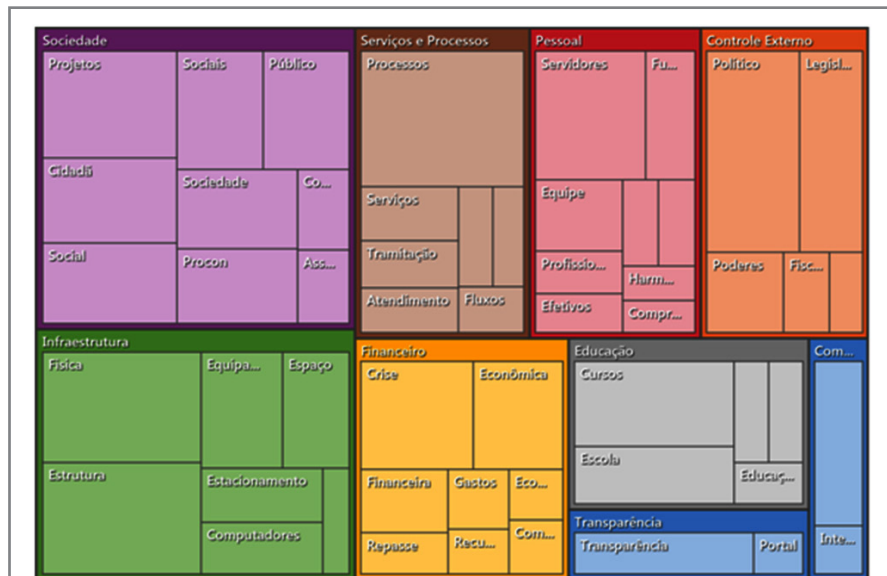 Sociedade
Projetos
Sociais
Público
Cidadã
Sociedade
Co...
Social
Procon
Ass...
Serviços e Processos
Processos
Serviços
Tramitação
Atendimento
Fluxos
Pessoal
Servidores
Fu...
Equipe
Profissio...
Harm...
Efetivos
Compr...
Controle Externo
Político
Legisl...
Poderes
Fisc...
Infraestrutura
Física
Equipa...
Espaço
Estrutura
Estacionamento
Computadores
Financeiro
Crise
Econômica
Financeira
Gastos
Eco...
Repasse
Recu...
Com...
Educação
Cursos
Escola
Educaç...
Com...
Inte...
Transparência
Transparência
Portal